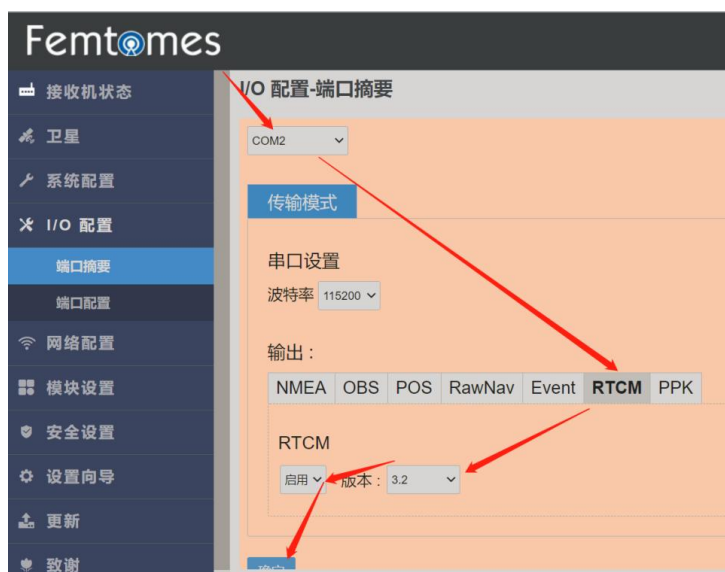 Femtomes
接收机状态
I/O 配置-端口摘要
卫星
COM2
系统配置
传输模式
I/O 配置
端口摘要
串口设置
端口配置
波特率 115200
网络配置
输出：
模块设置
NMEA OBS POS RawNav Event RTCM PPK
安全设置
RTCM
设置向导
启用 版本： 3.2
更新
确定
致谢